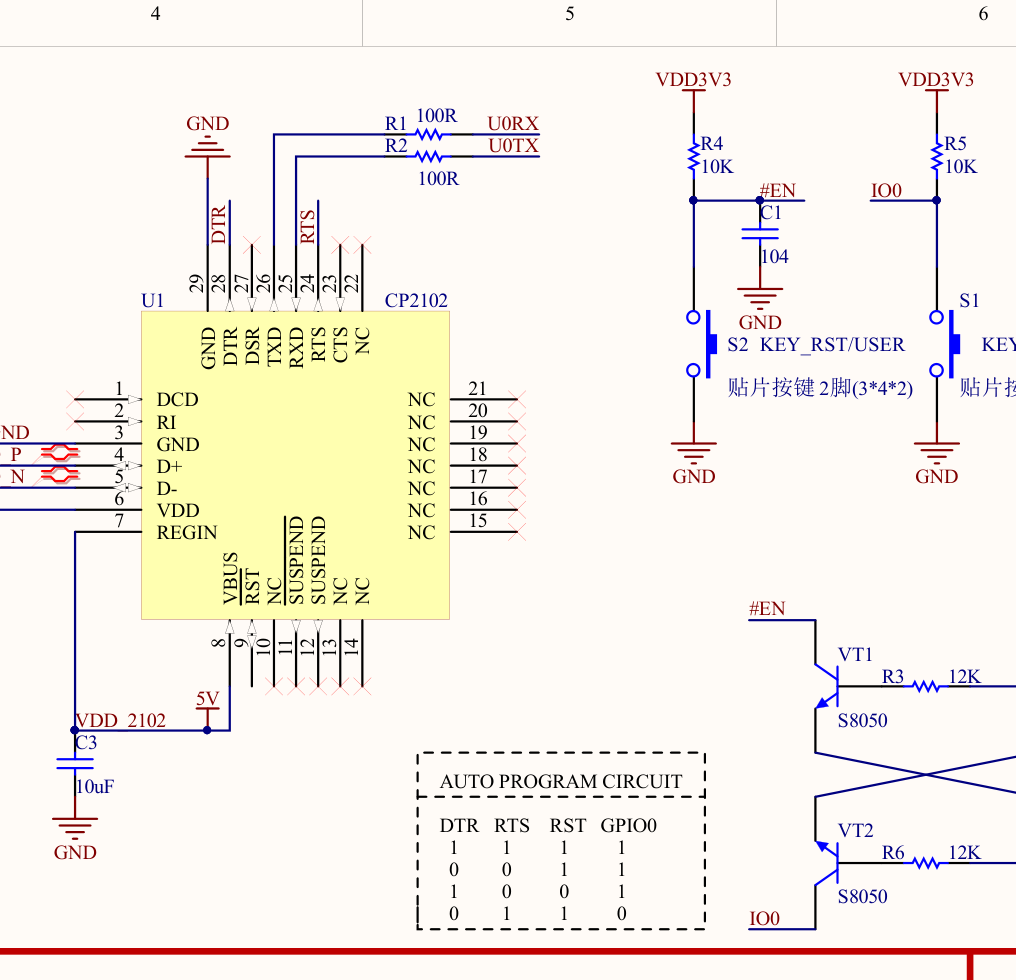 4 5 6
VDD3V3 VDD3V3
GND
R1 100R U0RX
R2 100R U0TX
R4 10K
R5 10K
#EN
IO0
C1
104
GND
DTR
RTS
29 28 27 26 25 24 23 22
U1 CP2102
GND DTR DSR TXD RXD RTS CTS NC
S2 KEY_RST/USER
贴片按键 2脚(3*4*2)
GND
S1
KEY
贴片按
GND
1 DCD NC 21
2 RI NC 20
ND 3 GND NC 19
P 4 D+ NC 18
N 5 D- NC 17
6 VDD NC 16
7 REGIN NC 15
VBUS RST NC SUSPEND SUSPEND NC NC
8 9 10 11 12 13 14
5V
VDD_2102
C3
10uF
GND
#EN
VT1
R3 12K
S8050
VT2
R6 12K
S8050
IO0
AUTO PROGRAM CIRCUIT
DTR RTS RST GPIO0
1 1 1 1
0 0 1 1
1 0 0 1
0 1 1 0